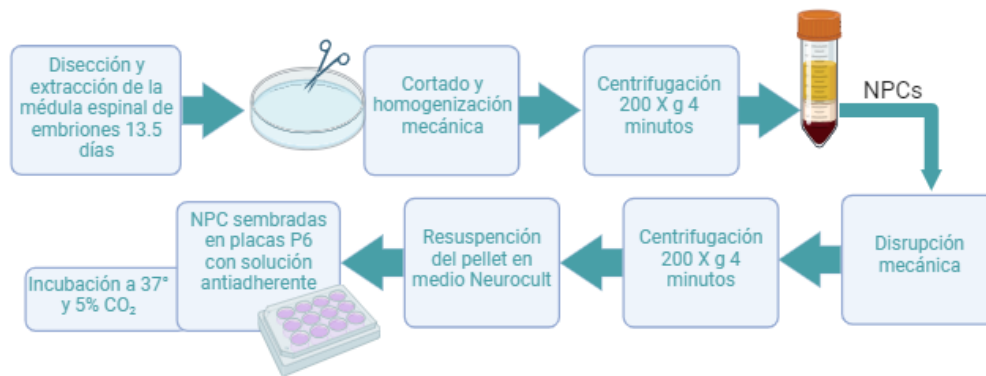 Disección y
extracción de la
médula espinal de
embriones 13.5
días
Cortado y
homogenización
mecánica
Centrifugación
200 X g 4
minutos
NPCs
Disrupción
mecánica
Centrifugación
200 X g 4
minutos
Resuspención
del pellet en
medio Neurocult
NPC sembradas
en placas P6
con solución
antiadherente
Incubación a 37°
y 5% CO₂